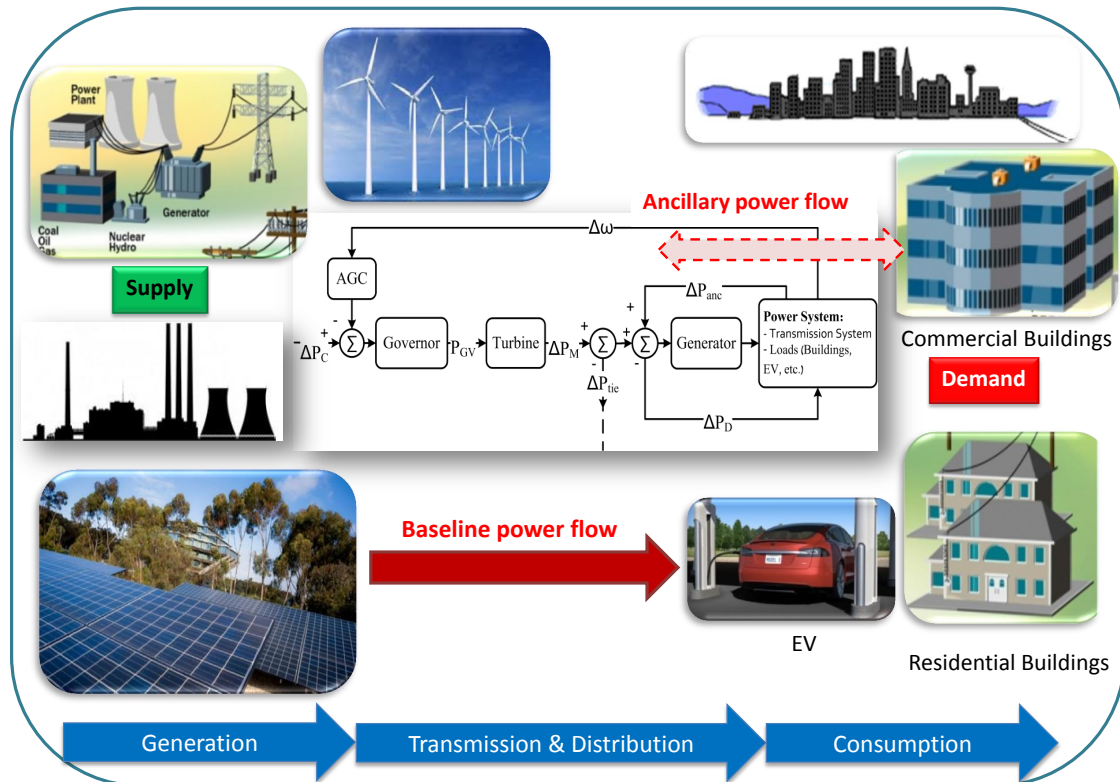 Power
Plant
Generator
Coal
Oil
Gas
Nuclear
Hydro
Supply
Ancillary power flow
Δω
AGC
ΔP_anc
-
+
-ΔP_C
Σ
Governor
P_GV
Turbine
ΔP_M
+
Σ
-
+
+
Σ
-
Generator
Power System:
- Transmission System
- Loads (Buildings,
EV, etc.)
ΔP_tie
ΔP_D
Commercial Buildings
Demand
Baseline power flow
EV
Residential Buildings
Generation
Transmission & Distribution
Consumption